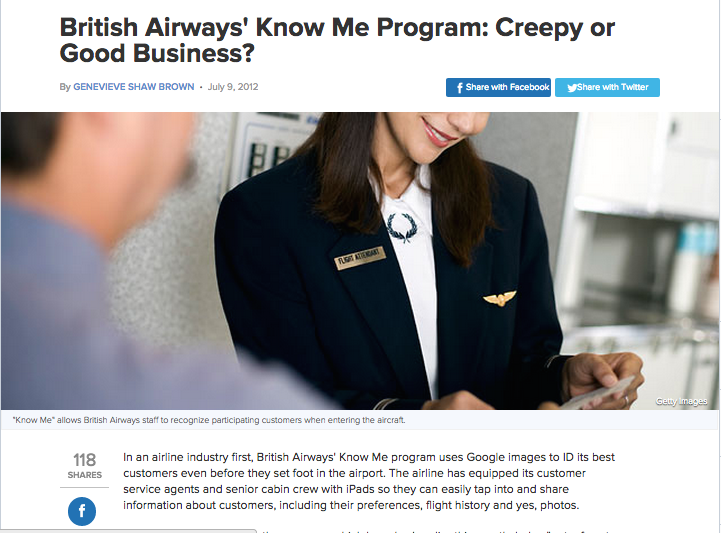 British Airways' Know Me Program: Creepy or
Good Business?
By GENEVIEVE SHAW BROWN • July 9, 2012
Share with Facebook
Share with Twitter
FLIGHT ATTENDANT
Getty Images
"Know Me" allows British Airways staff to recognize participating customers when entering the aircraft.
118
SHARES
f
In an airline industry first, British Airways' Know Me program uses Google images to ID its best
customers even before they set foot in the airport. The airline has equipped its customer
service agents and senior cabin crew with iPads so they can easily tap into and share
information about customers, including their preferences, flight history and yes, photos.